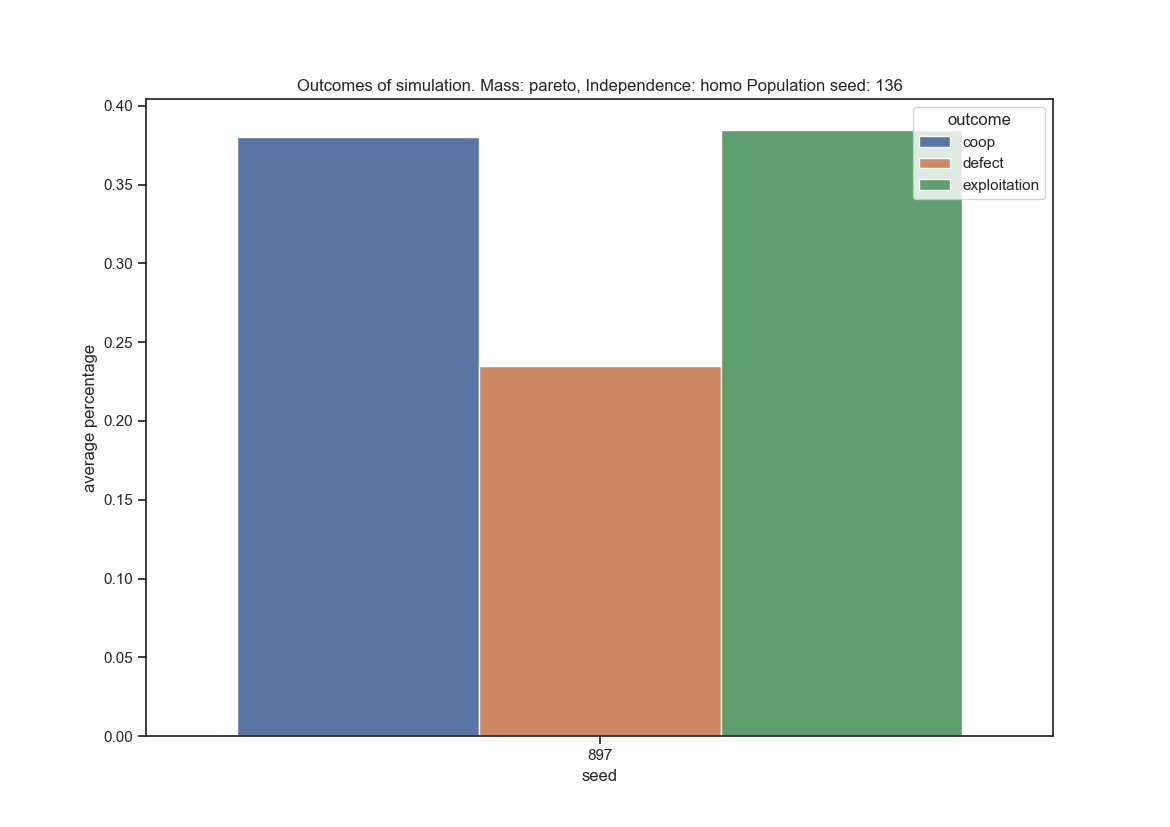 Outcomes of simulation. Mass: pareto, Independence: homo Population seed: 136
outcome
coop
defect
exploitation
0.40
0.35
0.30
0.25
0.20
0.15
0.10
0.05
0.00
average percentage
897
seed